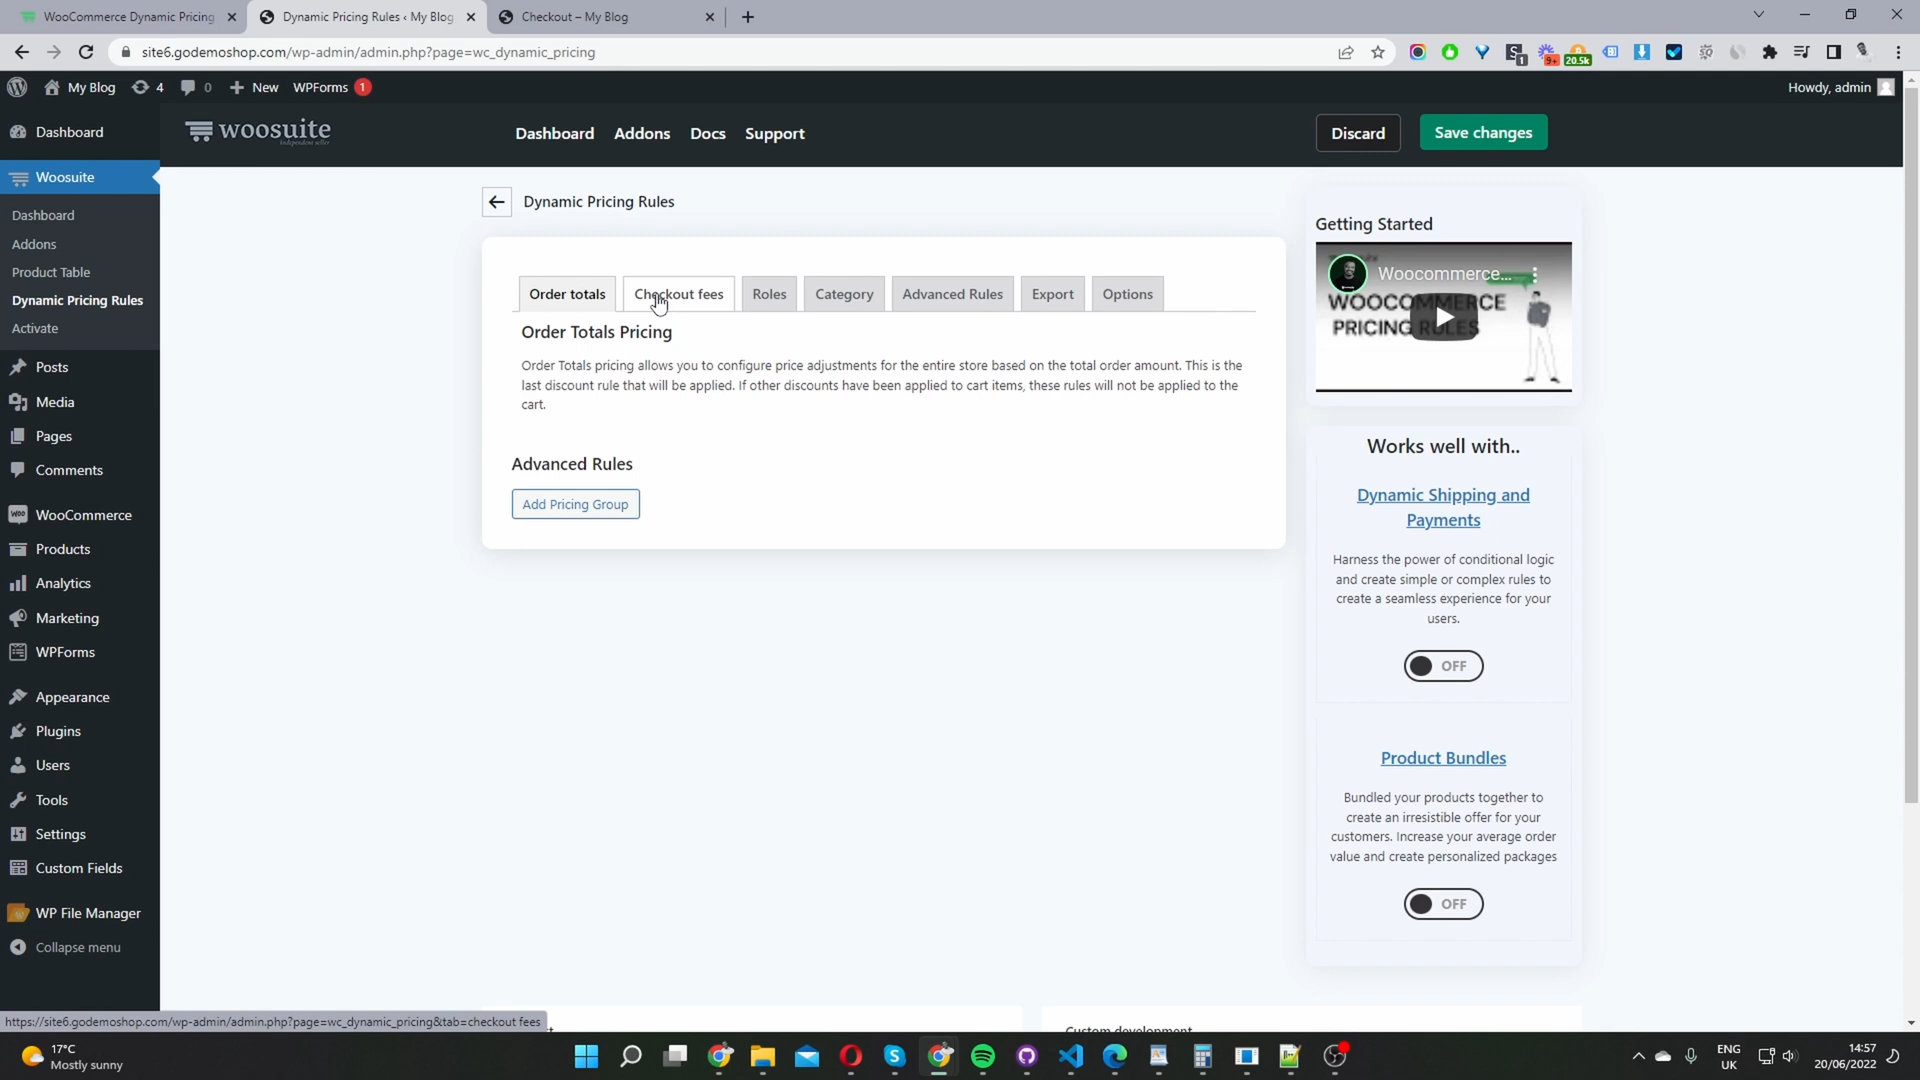 WooCommerce Dynamic Pricing
Dynamic Pricing Rules ‹ My Blog
Checkout – My Blog
site6.godemoshop.com/wp-admin/admin.php?page=wc_dynamic_pricing
1
9+
20.5k
My Blog
4
0
New
WPForms 1
Howdy, admin
woosuite
Independent seller
Dashboard
Addons
Docs
Support
Discard
Save changes
Dashboard
Woosuite
Dashboard
Addons
Product Table
Dynamic Pricing Rules
Activate
Posts
Media
Pages
Comments
WooCommerce
Products
Analytics
Marketing
WPForms
Appearance
Plugins
Users
Tools
Settings
Custom Fields
WP File Manager
Collapse menu
Dynamic Pricing Rules
Order totals
Checkout fees
Roles
Category
Advanced Rules
Export
Options
Order Totals Pricing
Order Totals pricing allows you to configure price adjustments for the entire store based on the total order amount. This is the
last discount rule that will be applied. If other discounts have been applied to cart items, these rules will not be applied to the
cart.
Advanced Rules
Add Pricing Group
Getting Started
Woocommerce...
WOOCOMMERCE
PRICING RULES
Works well with..
Dynamic Shipping and
Payments
Harness the power of conditional logic
and create simple or complex rules to
create a seamless experience for your
users.
OFF
Product Bundles
Bundled your products together to
create an irresistible offer for your
customers. Increase your average order
value and create personalized packages
OFF
Custom development
https://site6.godemoshop.com/wp-admin/admin.php?page=wc_dynamic_pricing&tab=checkout fees
17°C
Mostly sunny
ENG
UK
14:57
20/06/2022